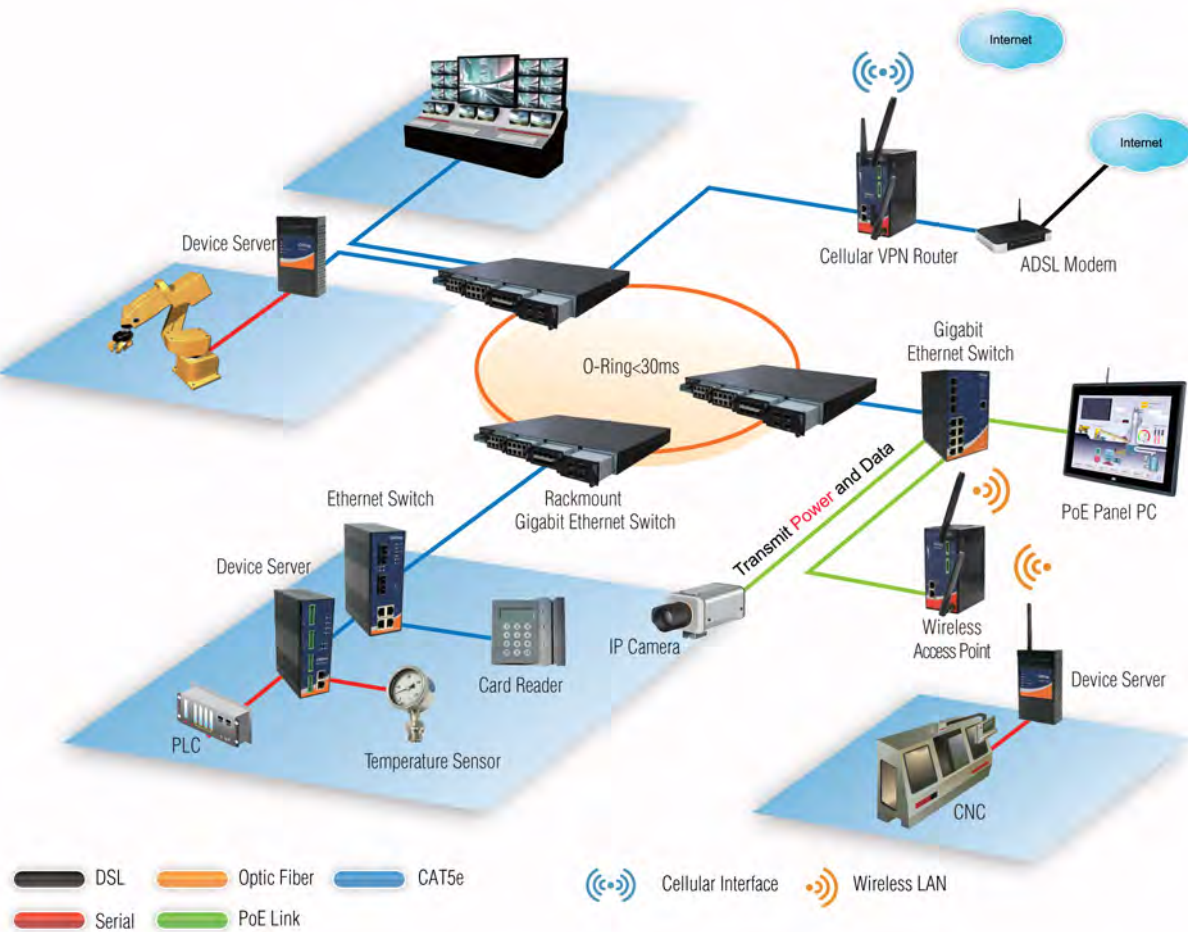 Internet
Internet
Device Server
Cellular VPN Router
ADSL Modem
Gigabit
Ethernet Switch
O-Ring<30ms
Rackmount
Gigabit Ethernet Switch
Transmit Power and Data
PoE Panel PC
Ethernet Switch
Device Server
IP Camera
Wireless
Access Point
Card Reader
Device Server
PLC
Temperature Sensor
CNC
DSL
Optic Fiber
CAT5e
Cellular Interface
Wireless LAN
Serial
PoE Link